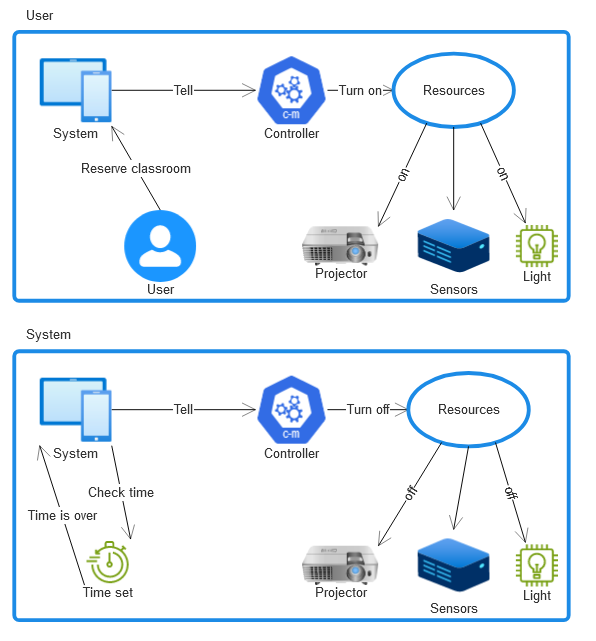 User
Tell
Turn on
Resources
c-m
System
Controller
Reserve classroom
on
on
Projector
User
Sensors
Light
System
Tell
Turn off
Resources
c-m
System
Controller
Check time
off
off
Time is over
Time set
Projector
Sensors
Light